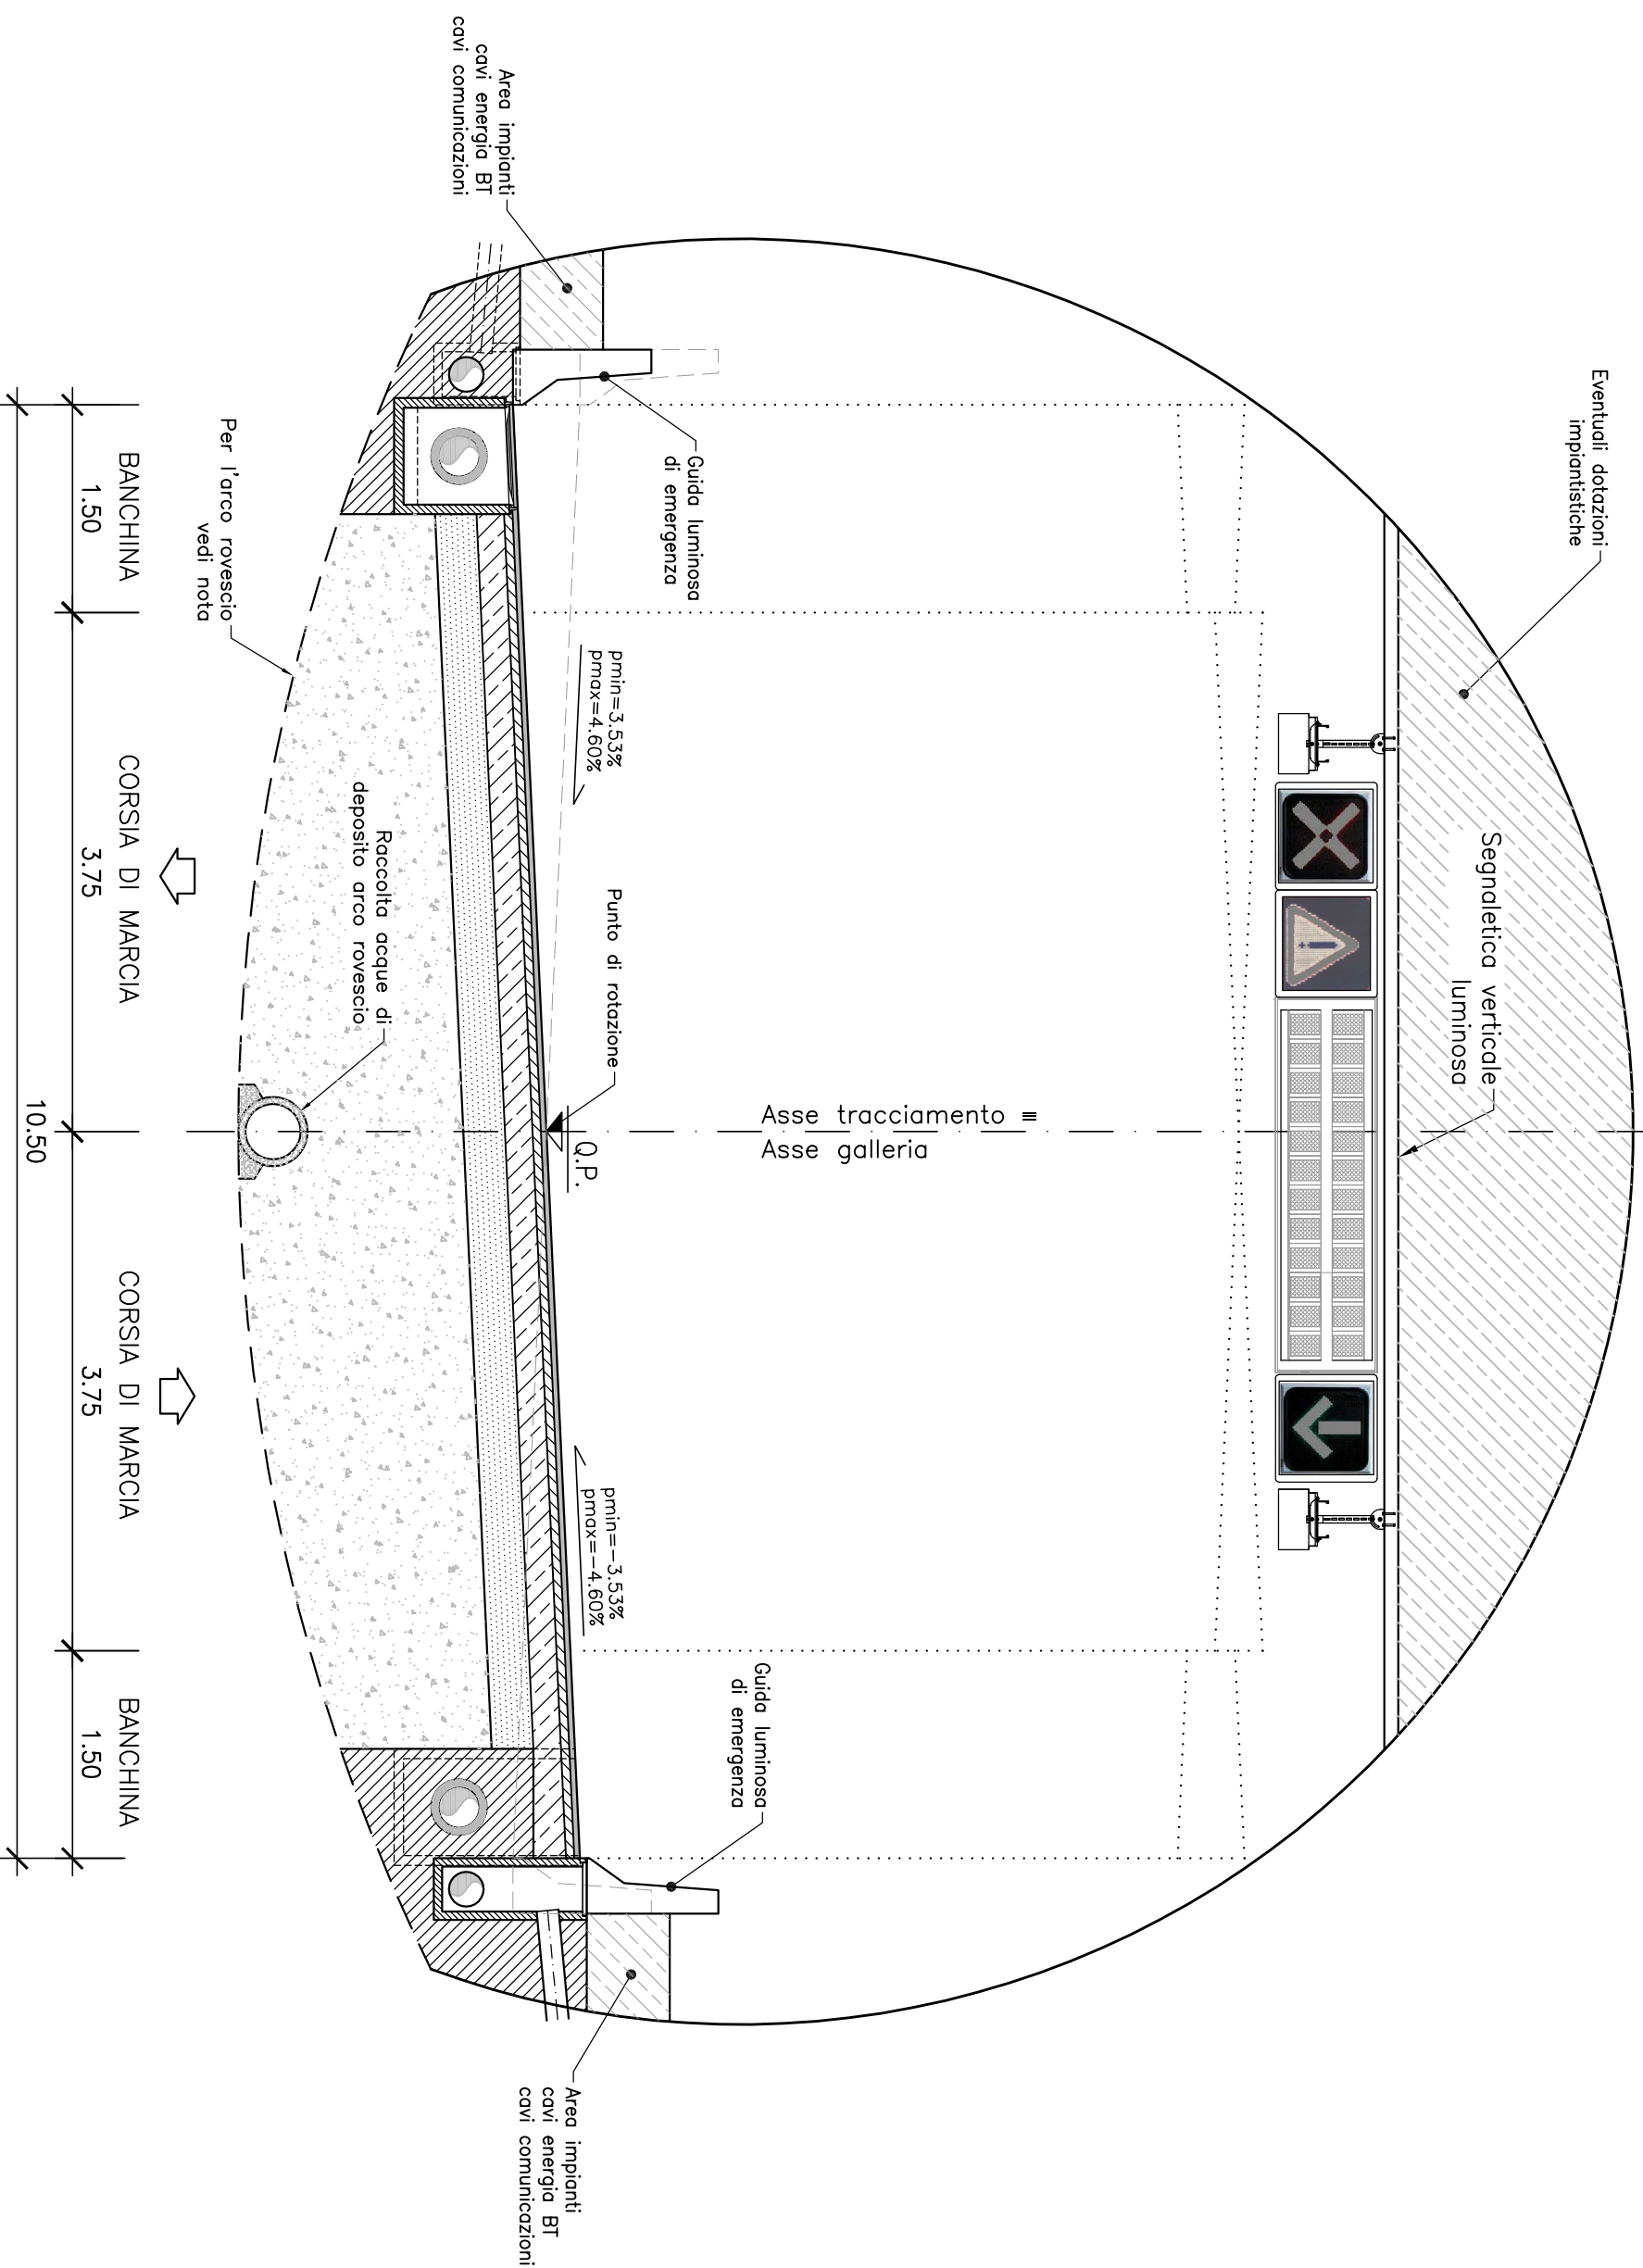 Eventuali dotazioni
impiantistiche
Segnaletica verticale
luminosa
Asse tracciamento ≡
Asse galleria
Guida luminosa
di emergenza
Guida luminosa
di emergenza
Area impianti
cavi energia BT
cavi comunicazioni
Area impianti
cavi energia BT
cavi comunicazioni
pmin=3.53%
pmax=4.60%
Punto di rotazione
Q.P.
pmin=-3.53%
pmax=-4.60%
Raccolta acque di
deposito arco rovescio
Per l'arco rovescio
vedi nota
BANCHINA
1.50
CORSIA DI MARCIA
3.75
CORSIA DI MARCIA
3.75
BANCHINA
1.50
10.50